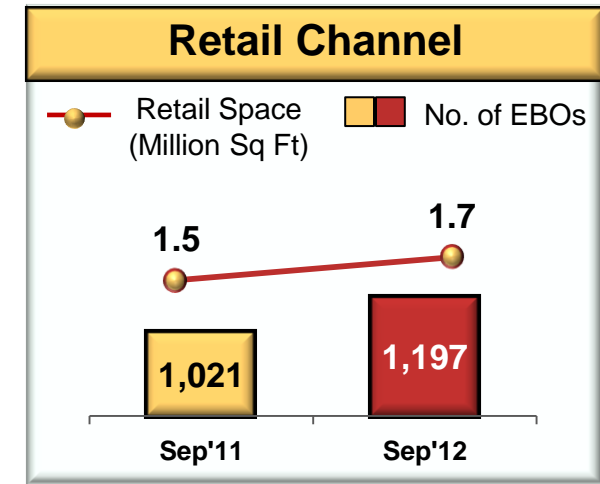 Retail Channel
Retail Space
(Million Sq Ft)
No. of EBOs
1.5
1.7
1,021
1,197
Sep'11
Sep'12